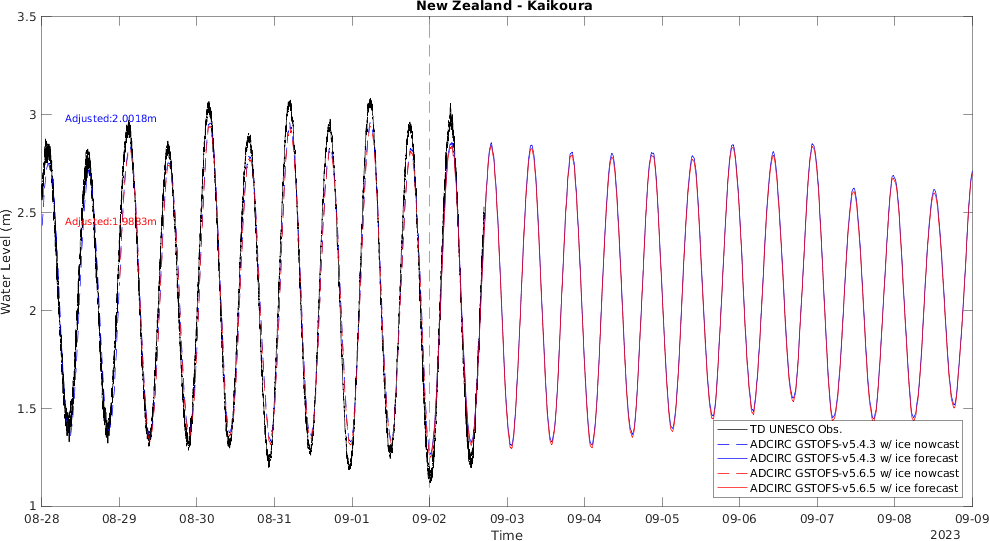 New Zealand - Kaikoura
3.5
3
2.5
2
1.5
1
Water Level (m)
Adjusted:2.0018m
Adjusted:1.9883m
TD UNESCO Obs.
ADCIRC GSTOFS-v5.4.3 w/ ice nowcast
ADCIRC GSTOFS-v5.4.3 w/ ice forecast
ADCIRC GSTOFS-v5.6.5 w/ ice nowcast
ADCIRC GSTOFS-v5.6.5 w/ ice forecast
08-28 08-29 08-30 08-31 09-01 09-02 09-03 09-04 09-05 09-06 09-07 09-08 09-09
Time
2023